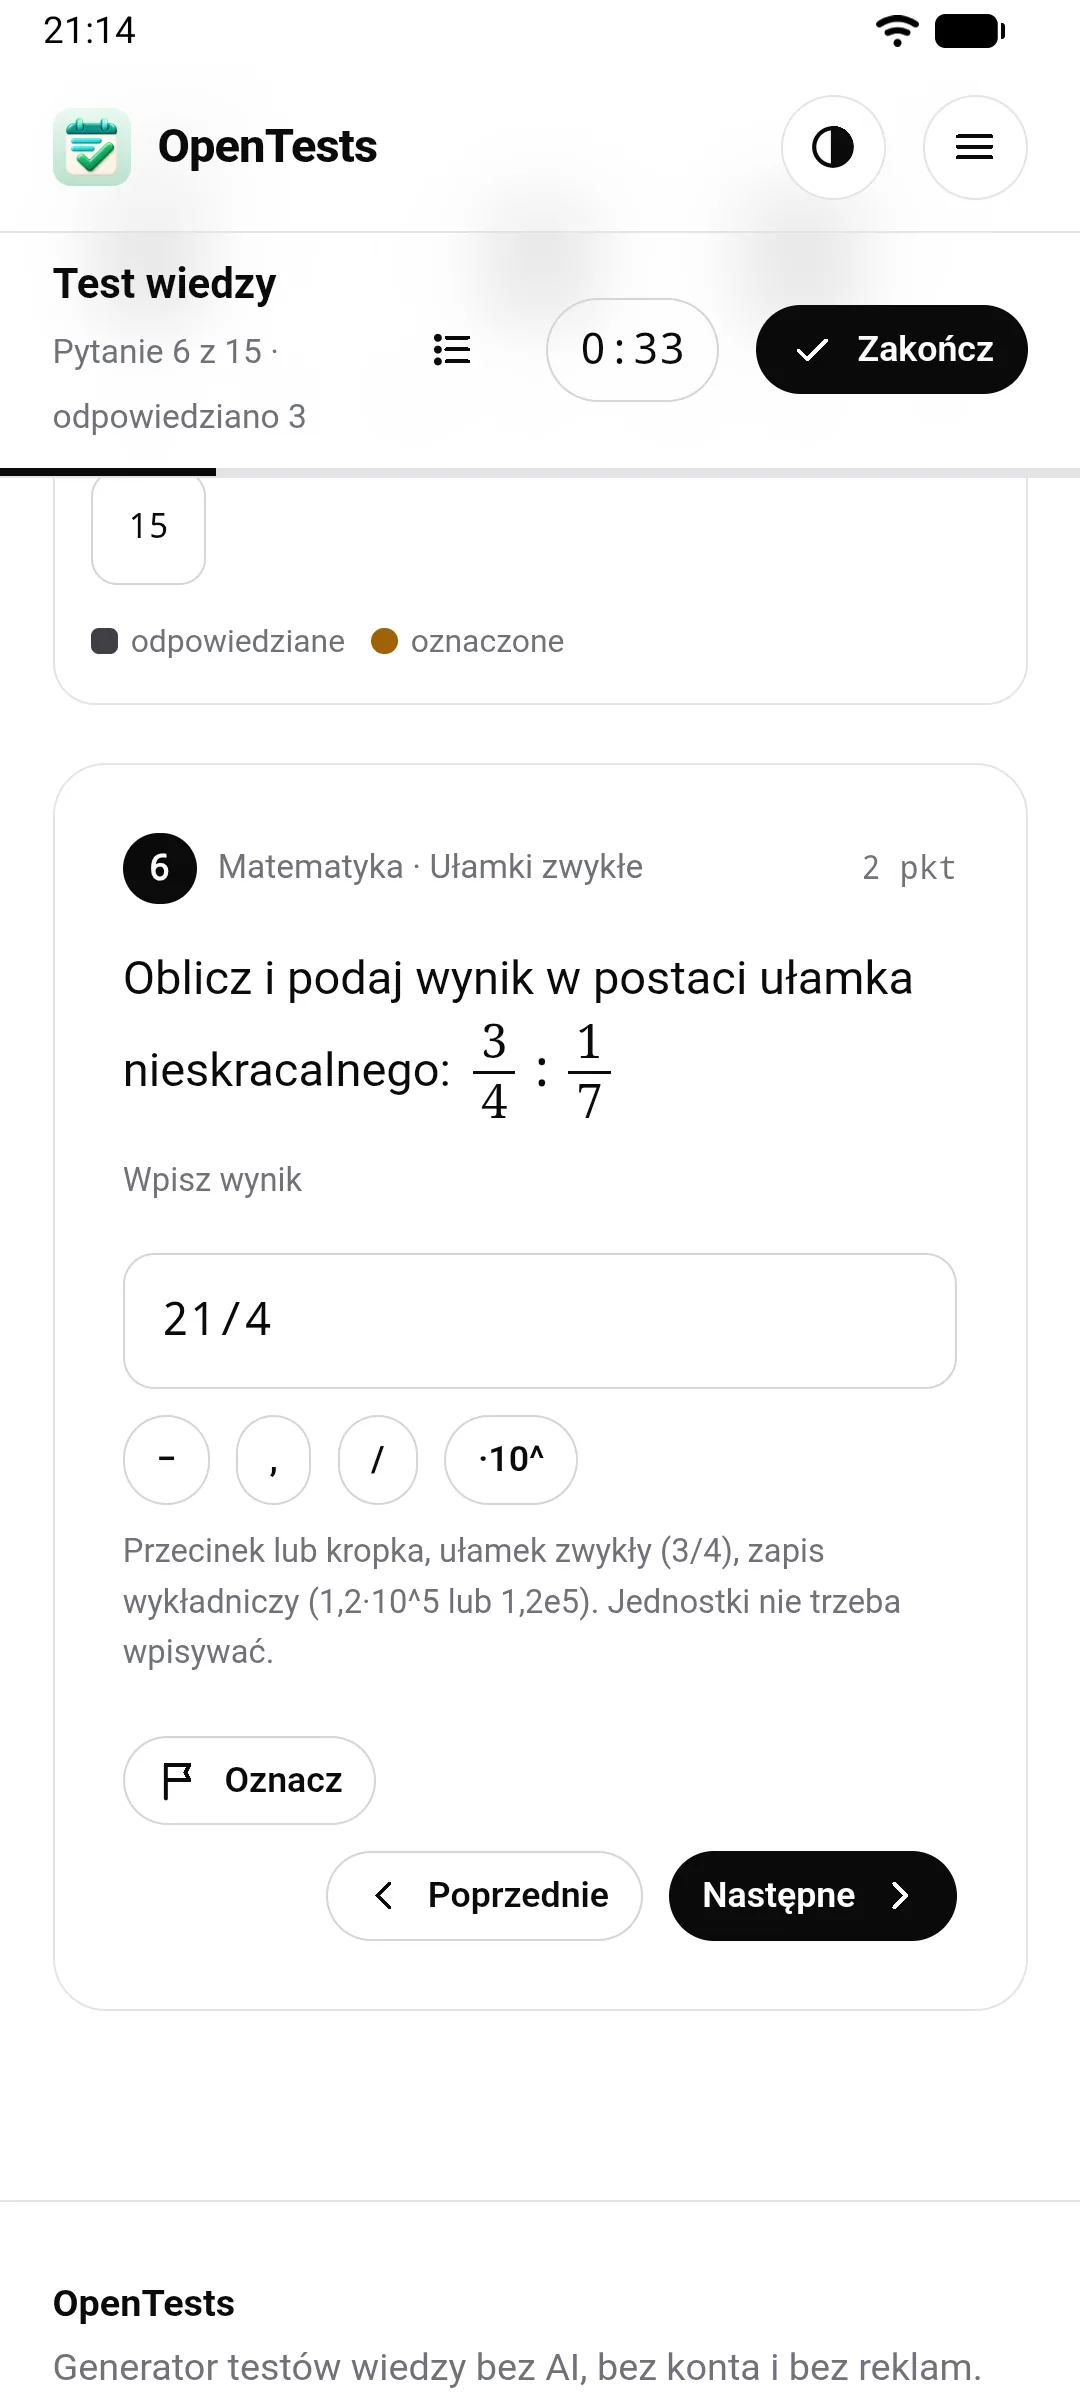 21:14
OpenTests
Test wiedzy
Pytanie 6 z 15 ·
odpowiedziano 3
0:33
Zakończ
15
odpowiedziane oznaczone
6 Matematyka · Ułamki zwykłe 2 pkt
Oblicz i podaj wynik w postaci ułamka
nieskracalnego: 3/4 : 1/7
Wpisz wynik
21/4
− , / ·10^
Przecinek lub kropka, ułamek zwykły (3/4), zapis
wykładniczy (1,2·10^5 lub 1,2e5). Jednostki nie trzeba
wpisywać.
Oznacz
Poprzednie Następne
OpenTests
Generator testów wiedzy bez AI, bez konta i bez reklam.